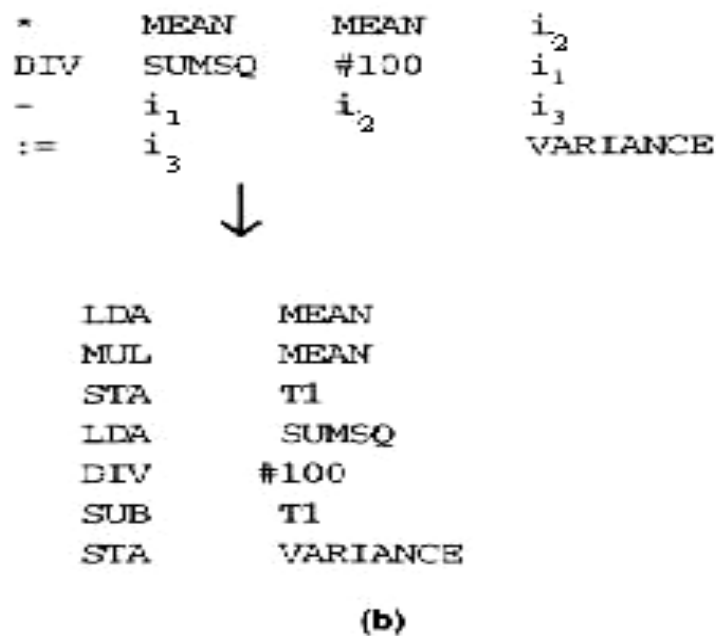 * MEAN MEAN i₂
DIV SUMSQ #100 i₁
- i₁ i₂ i₃
:= i₃ VARIANCE
LDA MEAN
MUL MEAN
STA T1
LDA SUMSQ
DIV #100
SUB T1
STA VARIANCE
(b)